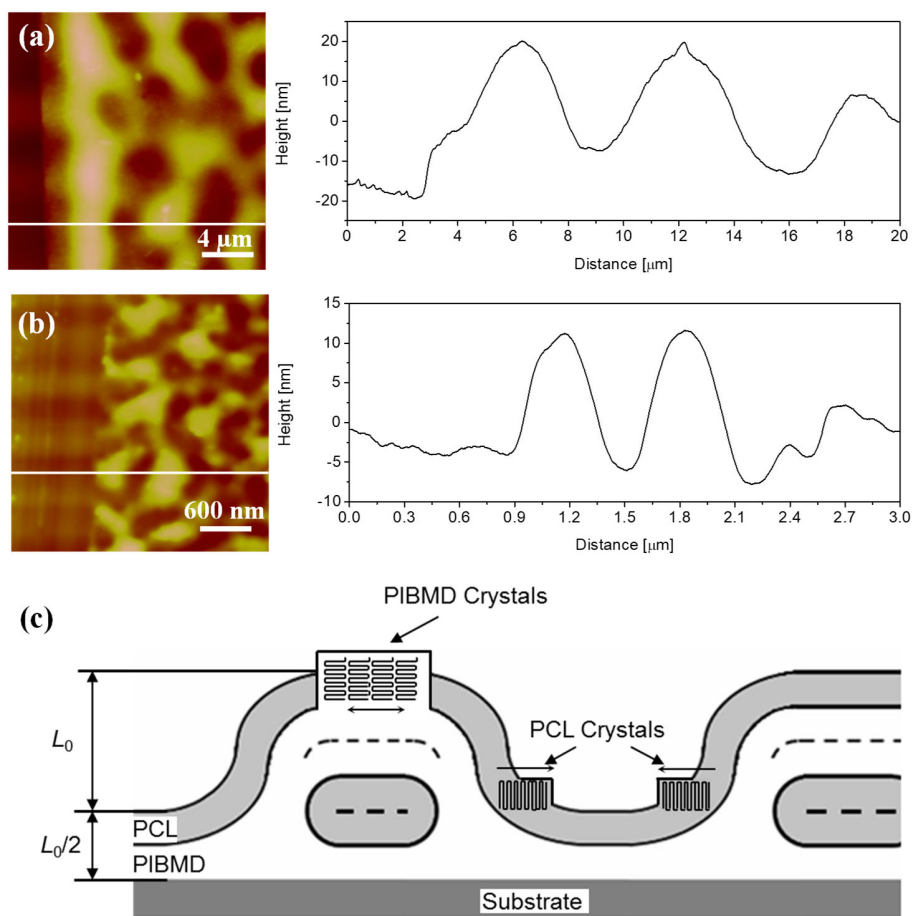 (a)
4 μm
Height [nm]
20
10
0
-10
-20
0 2 4 6 8 10 12 14 16 18 20
Distance [μm]
(b)
600 nm
Height [nm]
15
10
5
0
-5
-10
0.0 0.3 0.6 0.9 1.2 1.5 1.8 2.1 2.4 2.7 3.0
Distance [μm]
(c)
PIBMD Crystals
PCL Crystals
L0
PCL
L0/2
PIBMD
Substrate